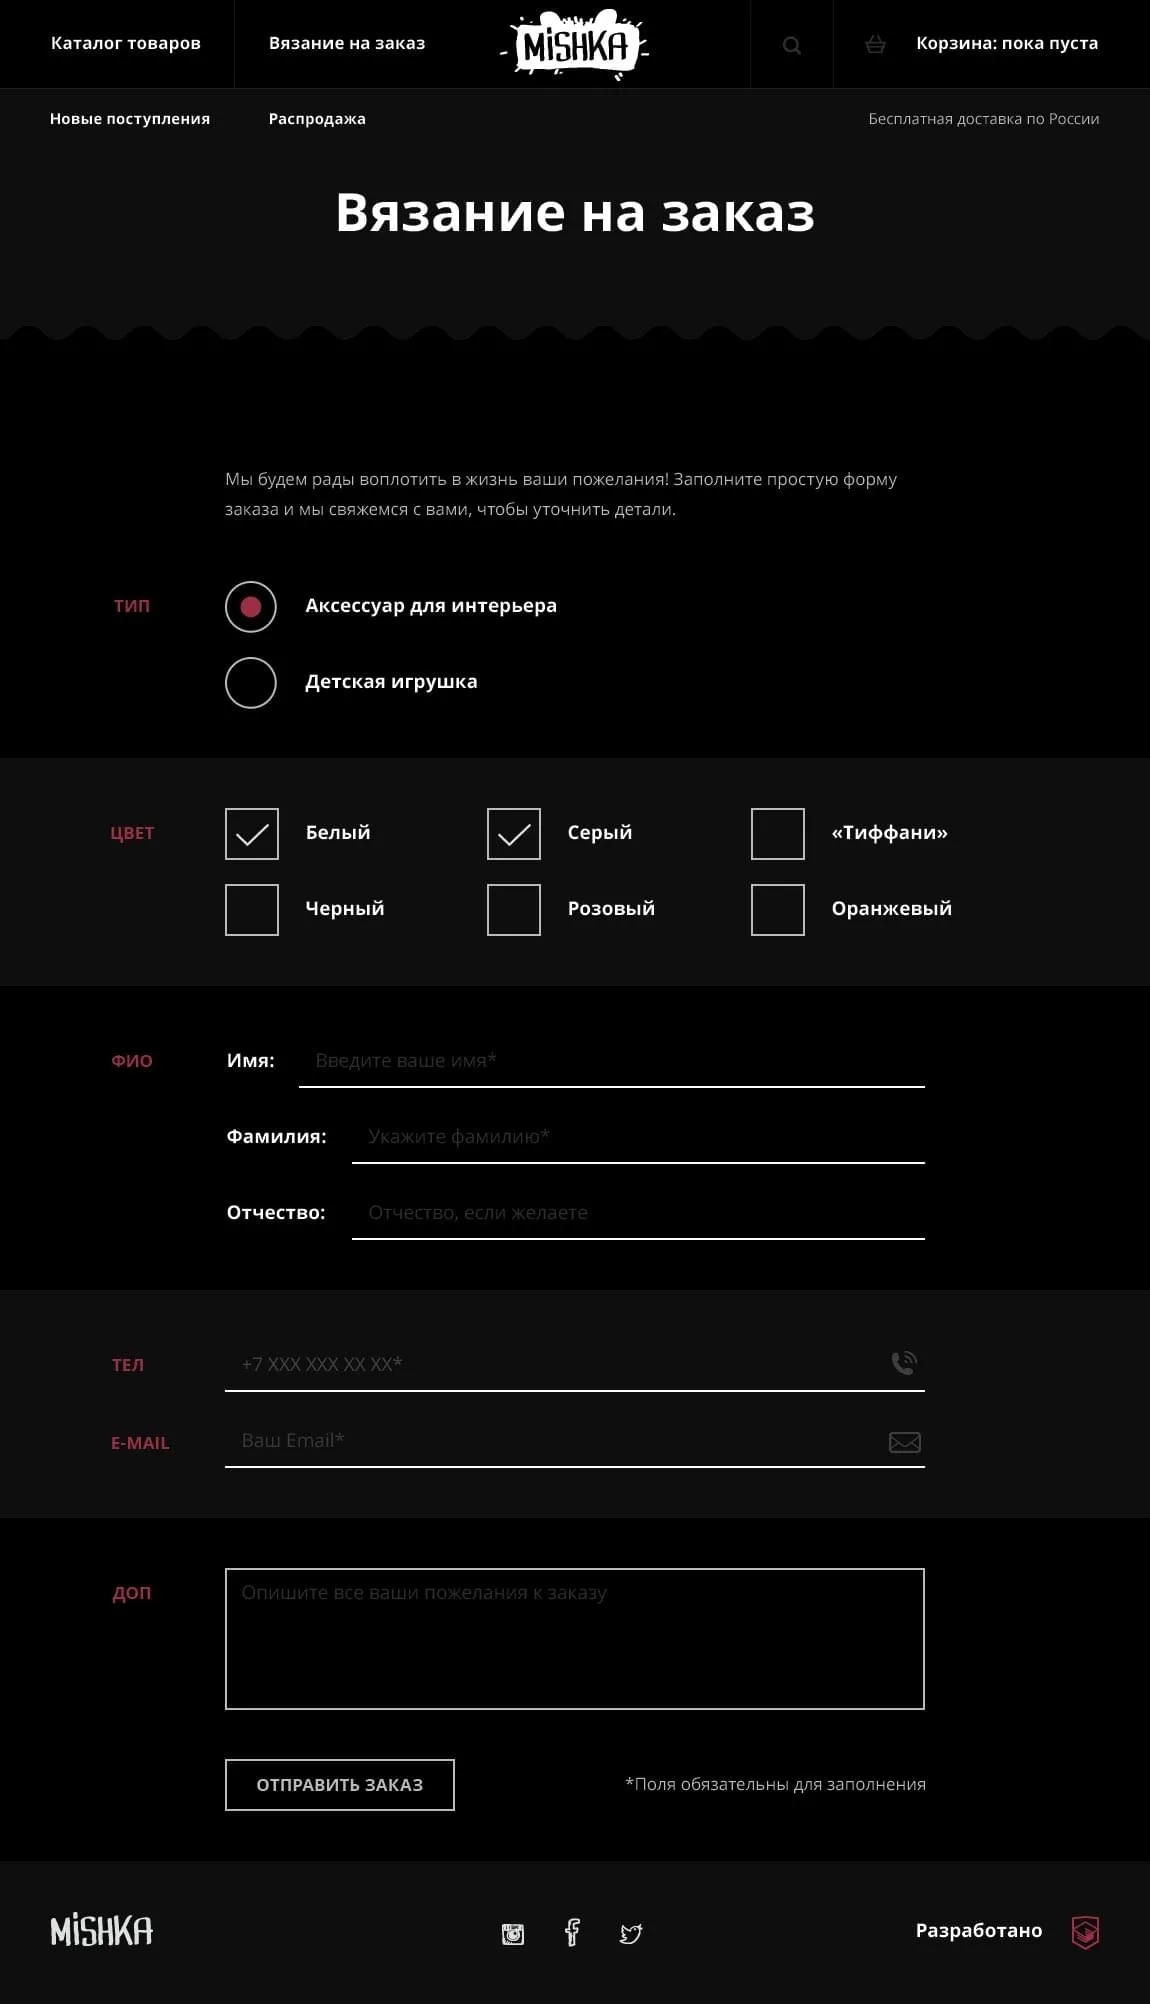 Каталог товаров
Вязание на заказ
MiSHKA
Корзина: пока пуста
Новые поступления
Распродажа
Бесплатная доставка по России
Вязание на заказ
Мы будем рады воплотить в жизнь ваши пожелания! Заполните простую форму
заказа и мы свяжемся с вами, чтобы уточнить детали.
ТИП
Аксессуар для интерьера
Детская игрушка
ЦВЕТ
Белый
Серый
«Тиффани»
Черный
Розовый
Оранжевый
ФИО
Имя:
Введите ваше имя*
Фамилия:
Укажите фамилию*
Отчество:
Отчество, если желаете
ТЕЛ
+7 XXX XXX XX XX*
E-MAIL
Ваш Email*
ДОП
Опишите все ваши пожелания к заказу
ОТПРАВИТЬ ЗАКАЗ
*Поля обязательны для заполнения
MiSHKA
Разработано